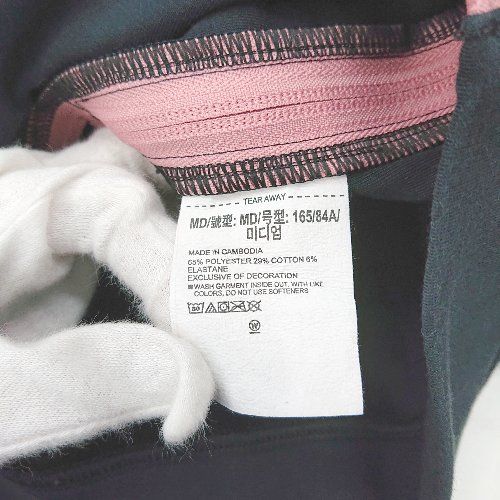 TEAR AWAY
MD/號型: MD/号型: 165/84A/
미디엄
MADE IN CAMBODIA
65% POLYESTER 29% COTTON 6%
ELASTANE
EXCLUSIVE OF DECORATION
WASH GARMENT INSIDE OUT, WITH LIKE
COLORS, DO NOT USE SOFTENERS
W